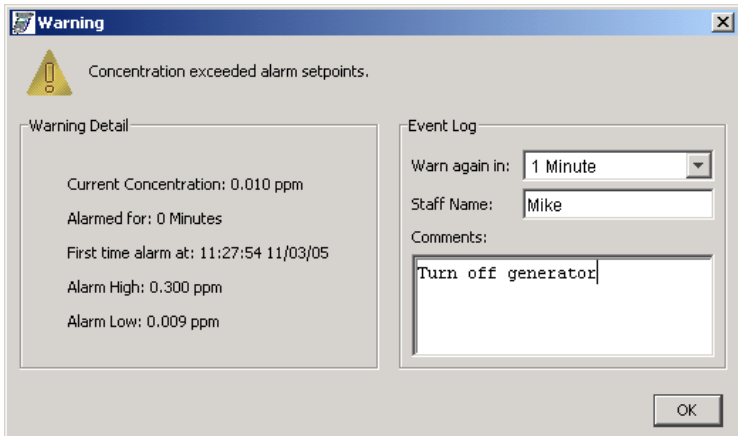 Warning
Concentration exceeded alarm setpoints.
Warning Detail
Current Concentration: 0.010 ppm
Alarmed for: 0 Minutes
First time alarm at: 11:27:54 11/03/05
Alarm High: 0.300 ppm
Alarm Low: 0.009 ppm
Event Log
Warn again in: 1 Minute
Staff Name: Mike
Comments:
Turn off generator
OK